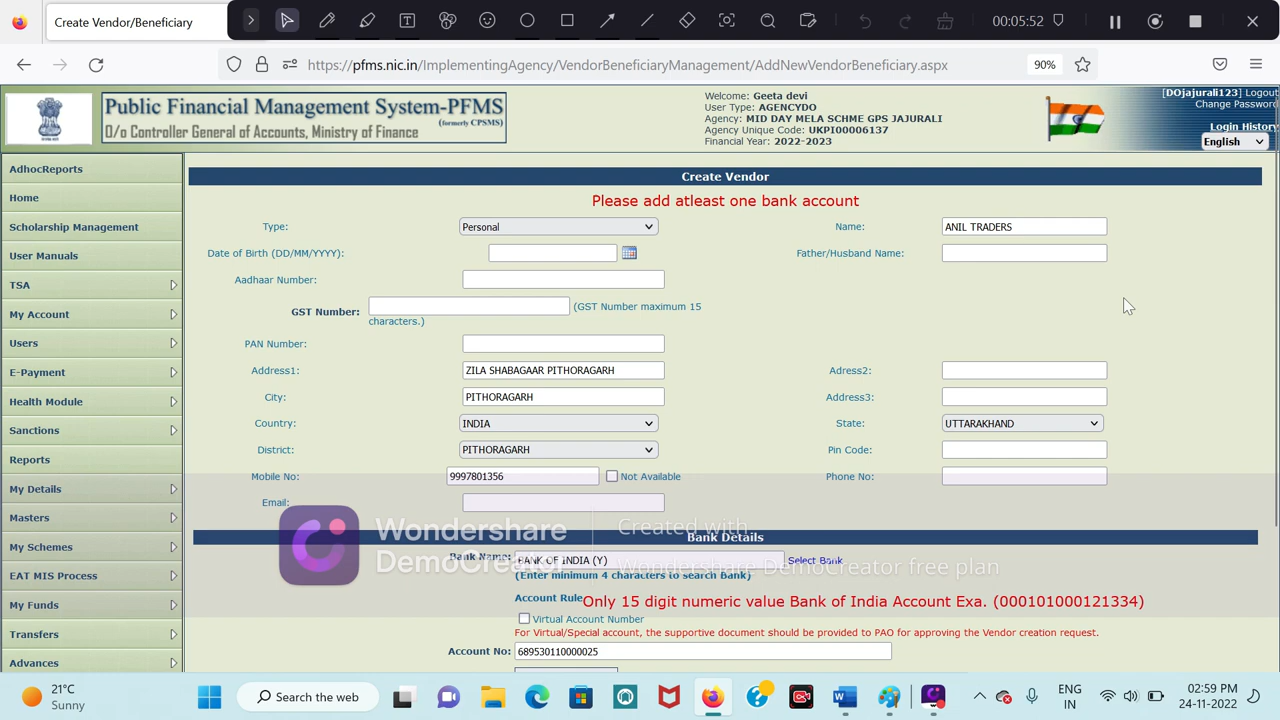 Create Vendor/Beneficiary
00:05:52
https://pfms.nic.in/ImplementingAgency/VendorBeneficiaryManagement/AddNewVendorBeneficiary.aspx
90%
Public Financial Management System-PFMS
(formerly CPSMS)
O/o Controller General of Accounts, Ministry of Finance
Welcome: Geeta devi
User Type: AGENCYDO
Agency: MID DAY MELA SCHME GPS JAJURALI
Agency Unique Code: UKPI00006137
Financial Year: 2022-2023
[DOjajurali123] Logout
Change Password
Login History
English
AdhocReports
Home
Scholarship Management
User Manuals
TSA
My Account
Users
E-Payment
Health Module
Sanctions
Reports
My Details
Masters
My Schemes
EAT MIS Process
My Funds
Transfers
Advances
Create Vendor
Please add atleast one bank account
Type: Personal Name: ANIL TRADERS
Date of Birth (DD/MM/YYYY): Father/Husband Name:
Aadhaar Number:
GST Number: (GST Number maximum 15
characters.)
PAN Number:
Address1: ZILA SHABAGAAR PITHORAGARH Adress2:
City: PITHORAGARH Address3:
Country: INDIA State: UTTARAKHAND
District: PITHORAGARH Pin Code:
Mobile No: 9997801356 Not Available Phone No:
Email:
Wondershare
DemoCreator
Created with
Wondershare DemoCreator free plan
Bank Details
Bank Name: BANK OF INDIA (Y) Select Bank
(Enter minimum 4 characters to search Bank)
Account Rule Only 15 digit numeric value Bank of India Account Exa. (000101000121334)
Virtual Account Number
For Virtual/Special account, the supportive document should be provided to PAO for approving the Vendor creation request.
Account No: 689530110000025
21°C
Sunny
Search the web
ENG
IN
02:59 PM
24-11-2022